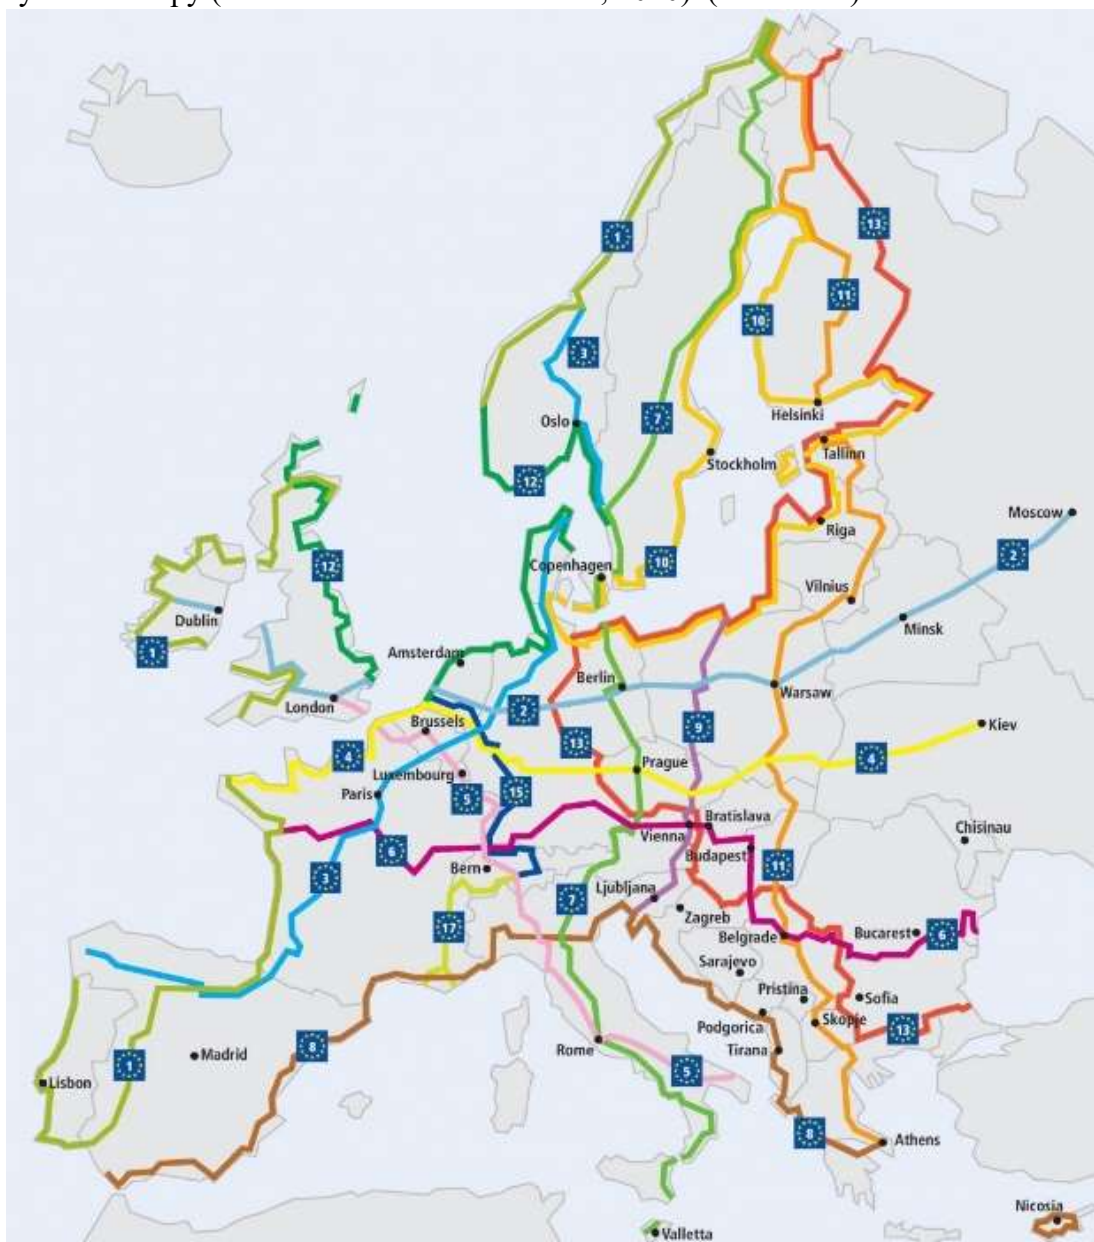 1
13
11
10
3
Oslo
Helsinki
7
Tallinn
Stockholm
12
Riga
Moscow
2
12
10
Copenhagen
Vilnius
Dublin
Minsk
1
Amsterdam
Berlin
Warsaw
London
2
Brussels
9
Kiev
13
4
4
Prague
Luxembourg
Paris
5
15
Bratislava
Vienna
Chisinau
6
Budapest
Bern
11
3
Ljubljana
7
Zagreb
17
Belgrade
Bucarest
6
Sarajevo
Pristina
Sofia
Podgorica
Skopje
13
8
Rome
Tirana
Madrid
1
5
Lisbon
8
Athens
Nicosia
Valletta